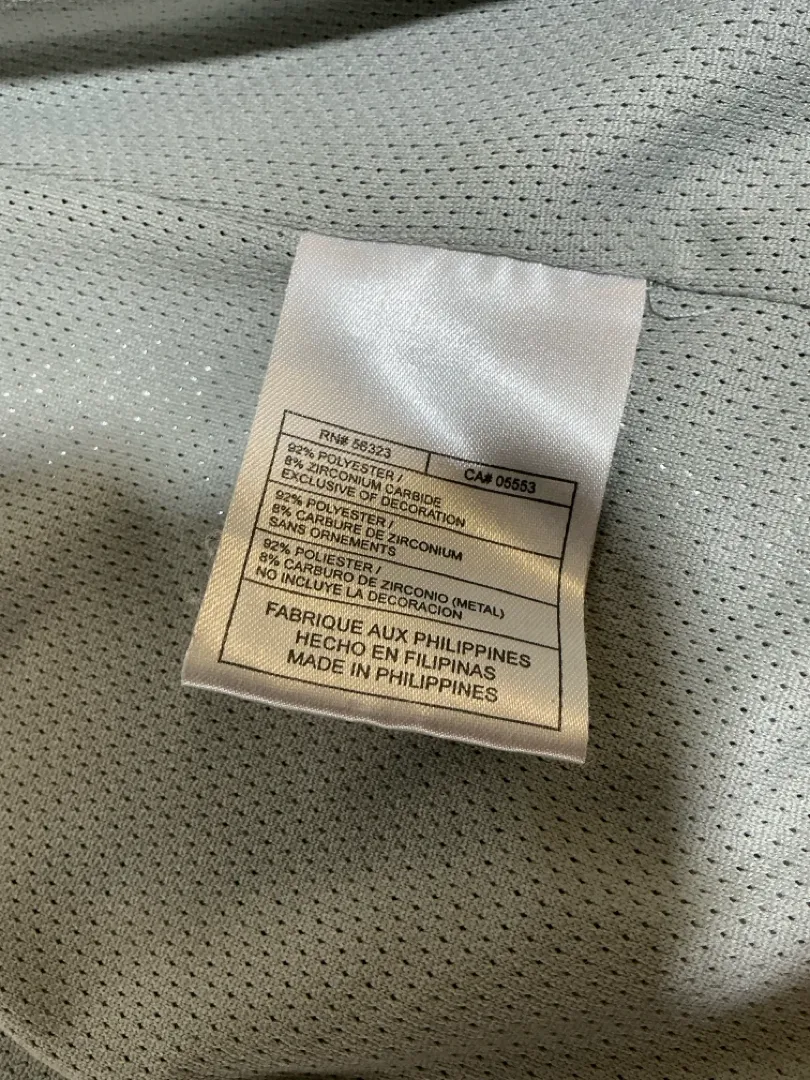 RN# 56323
CA# 05553
92% POLYESTER /
8% ZIRCONIUM CARBIDE
EXCLUSIVE OF DECORATION
92% POLYESTER /
8% CARBURE DE ZIRCONIUM
SANS ORNEMENTS
92% POLIESTER /
8% CARBURO DE ZIRCONIO (METAL)
NO INCLUYE LA DECORACION
FABRIQUE AUX PHILIPPINES
HECHO EN FILIPINAS
MADE IN PHILIPPINES